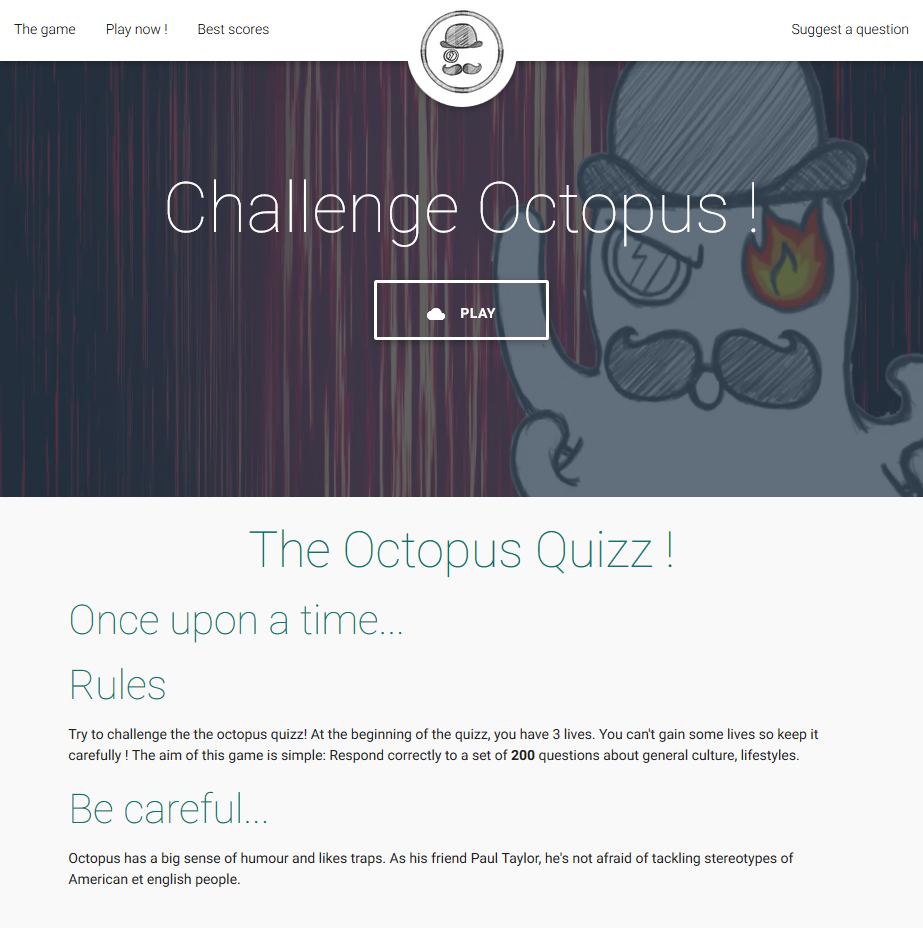 The game Play now ! Best scores Suggest a question
Challenge Octopus !
PLAY
The Octopus Quizz !
Once upon a time...
Rules
Try to challenge the the octopus quizz! At the beginning of the quizz, you have 3 lives. You can't gain some lives so keep it
carefully ! The aim of this game is simple: Respond correctly to a set of 200 questions about general culture, lifestyles.
Be careful...
Octopus has a big sense of humour and likes traps. As his friend Paul Taylor, he's not afraid of tackling stereotypes of
American et english people.